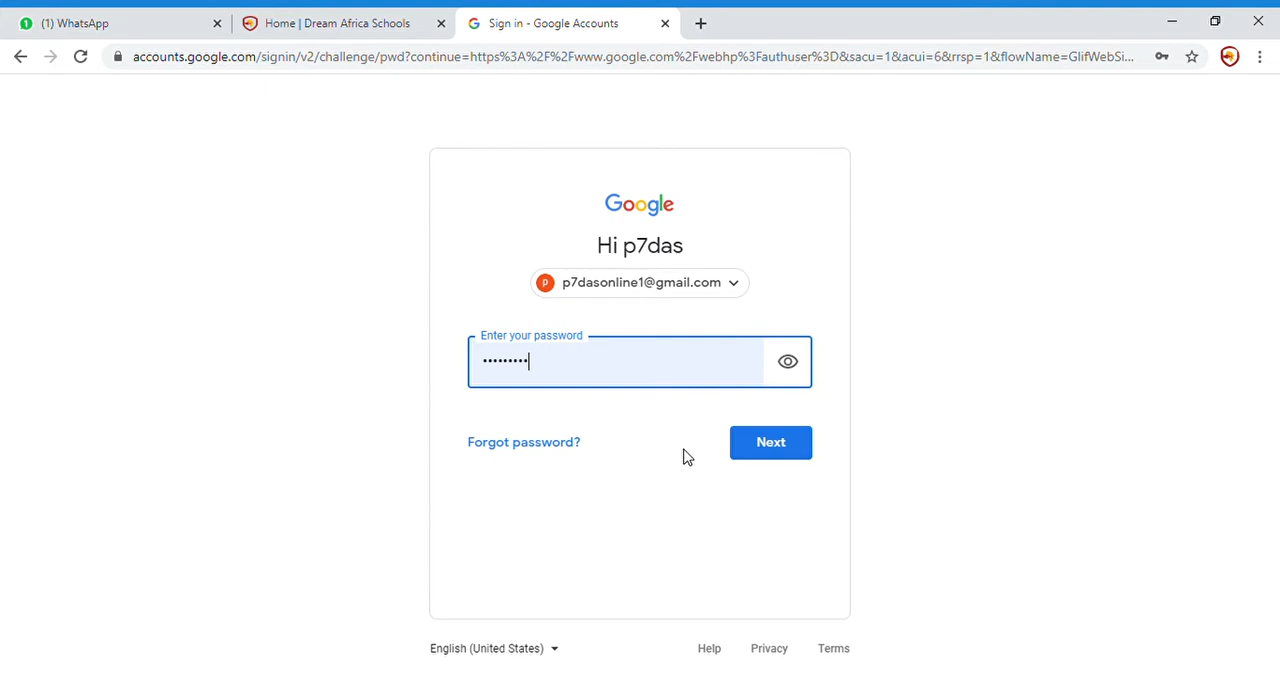 (1) WhatsApp
Home | Dream Africa Schools
Sign in - Google Accounts
accounts.google.com/signin/v2/challenge/pwd?continue=https%3A%2F%2Fwww.google.com%2Fwebhp%3Fauthuser%3D&sacu=1&acui=6&rrsp=1&flowName=GlifWebSi...
Google
Hi p7das
p p7dasonline1@gmail.com
Enter your password
•••••••••
Forgot password?
Next
English (United States)
Help
Privacy
Terms